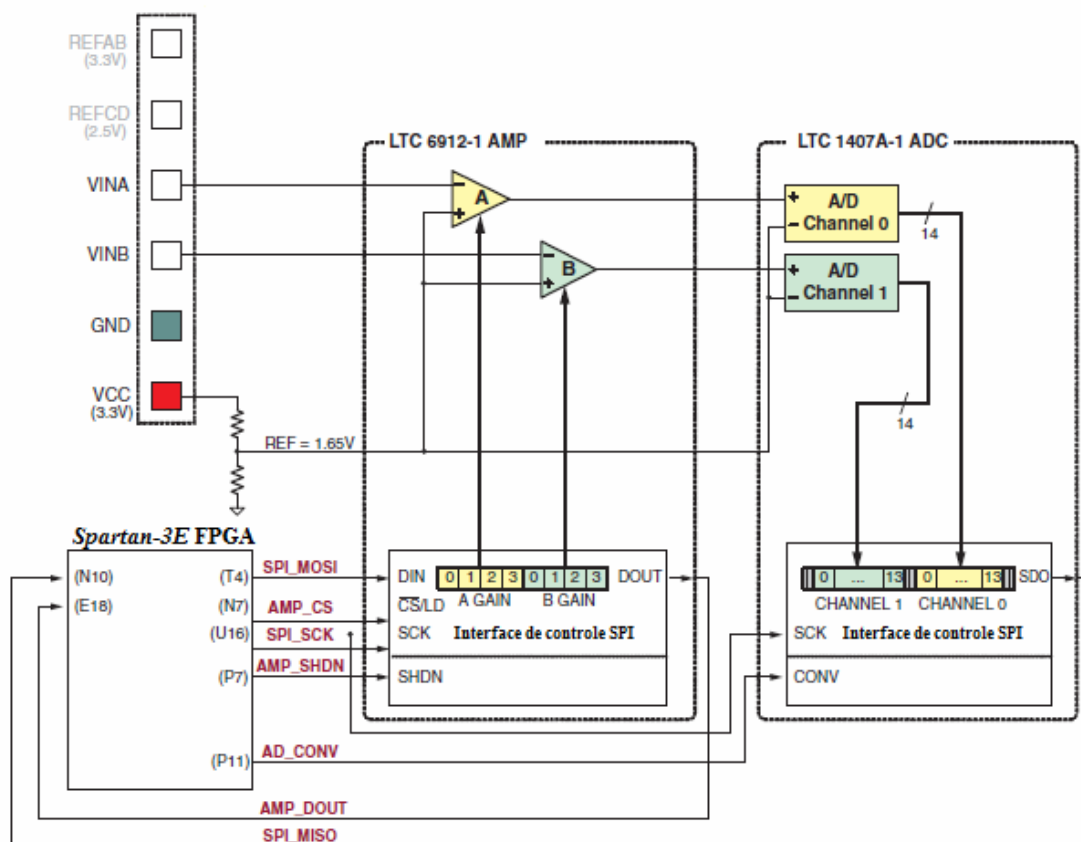 REFAB
(3.3V)
REFCD
(2.5V)
VINA
VINB
GND
VCC
(3.3V)
REF = 1.65V
LTC 6912-1 AMP
- A +
- B +
LTC 1407A-1 ADC
+ A/D
- Channel 0
14
+ A/D
- Channel 1
14
Spartan-3E FPGA
(N10)
(E18)
(T4)
(N7)
(U16)
(P7)
(P11)
SPI_MOSI
AMP_CS
SPI_SCK
AMP_SHDN
AD_CONV
AMP_DOUT
SPI_MISO
DIN 0 1 2 3 0 1 2 3 DOUT
A GAIN B GAIN
CS/LD
SCK Interface de controle SPI
SHDN
0 ... 13 0 ... 13 SDO
CHANNEL 1 CHANNEL 0
SCK Interface de controle SPI
CONV